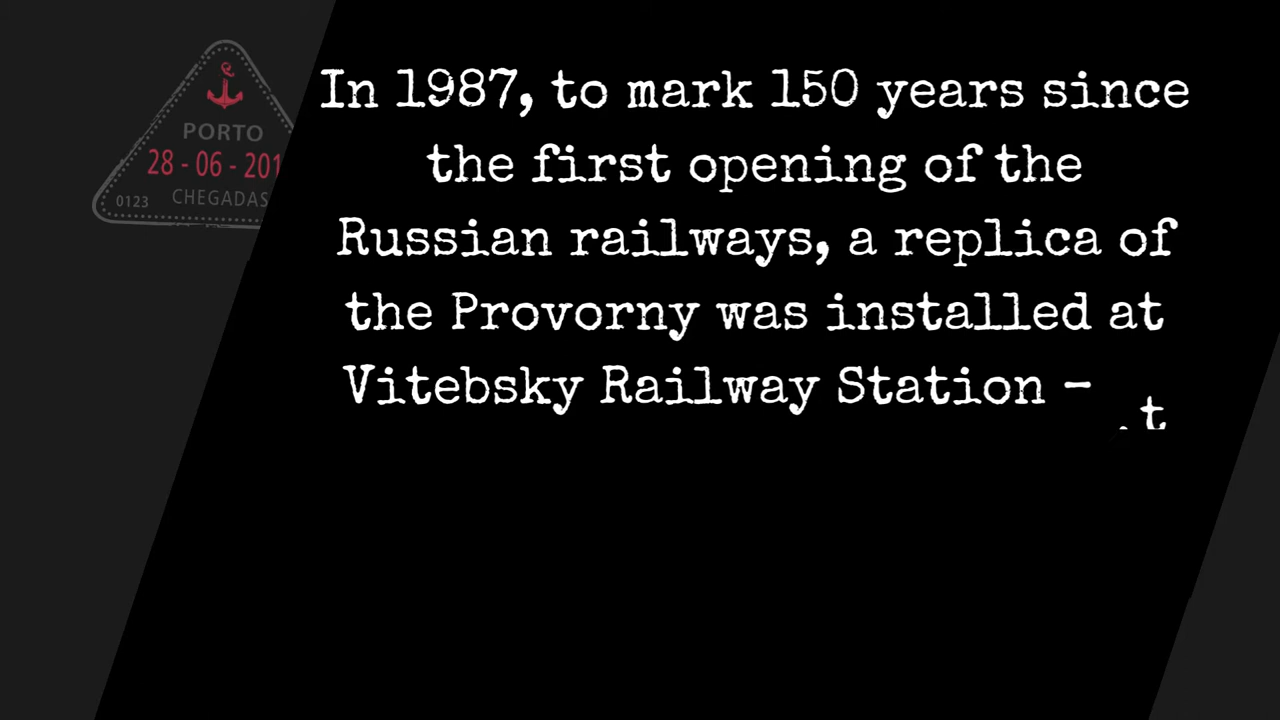 PORTO
28 - 06 - 201
0123
CHEGADAS
In 1987, to mark 150 years since
the first opening of the
Russian railways, a replica of
the Provorny was installed at
Vitebsky Railway Station -